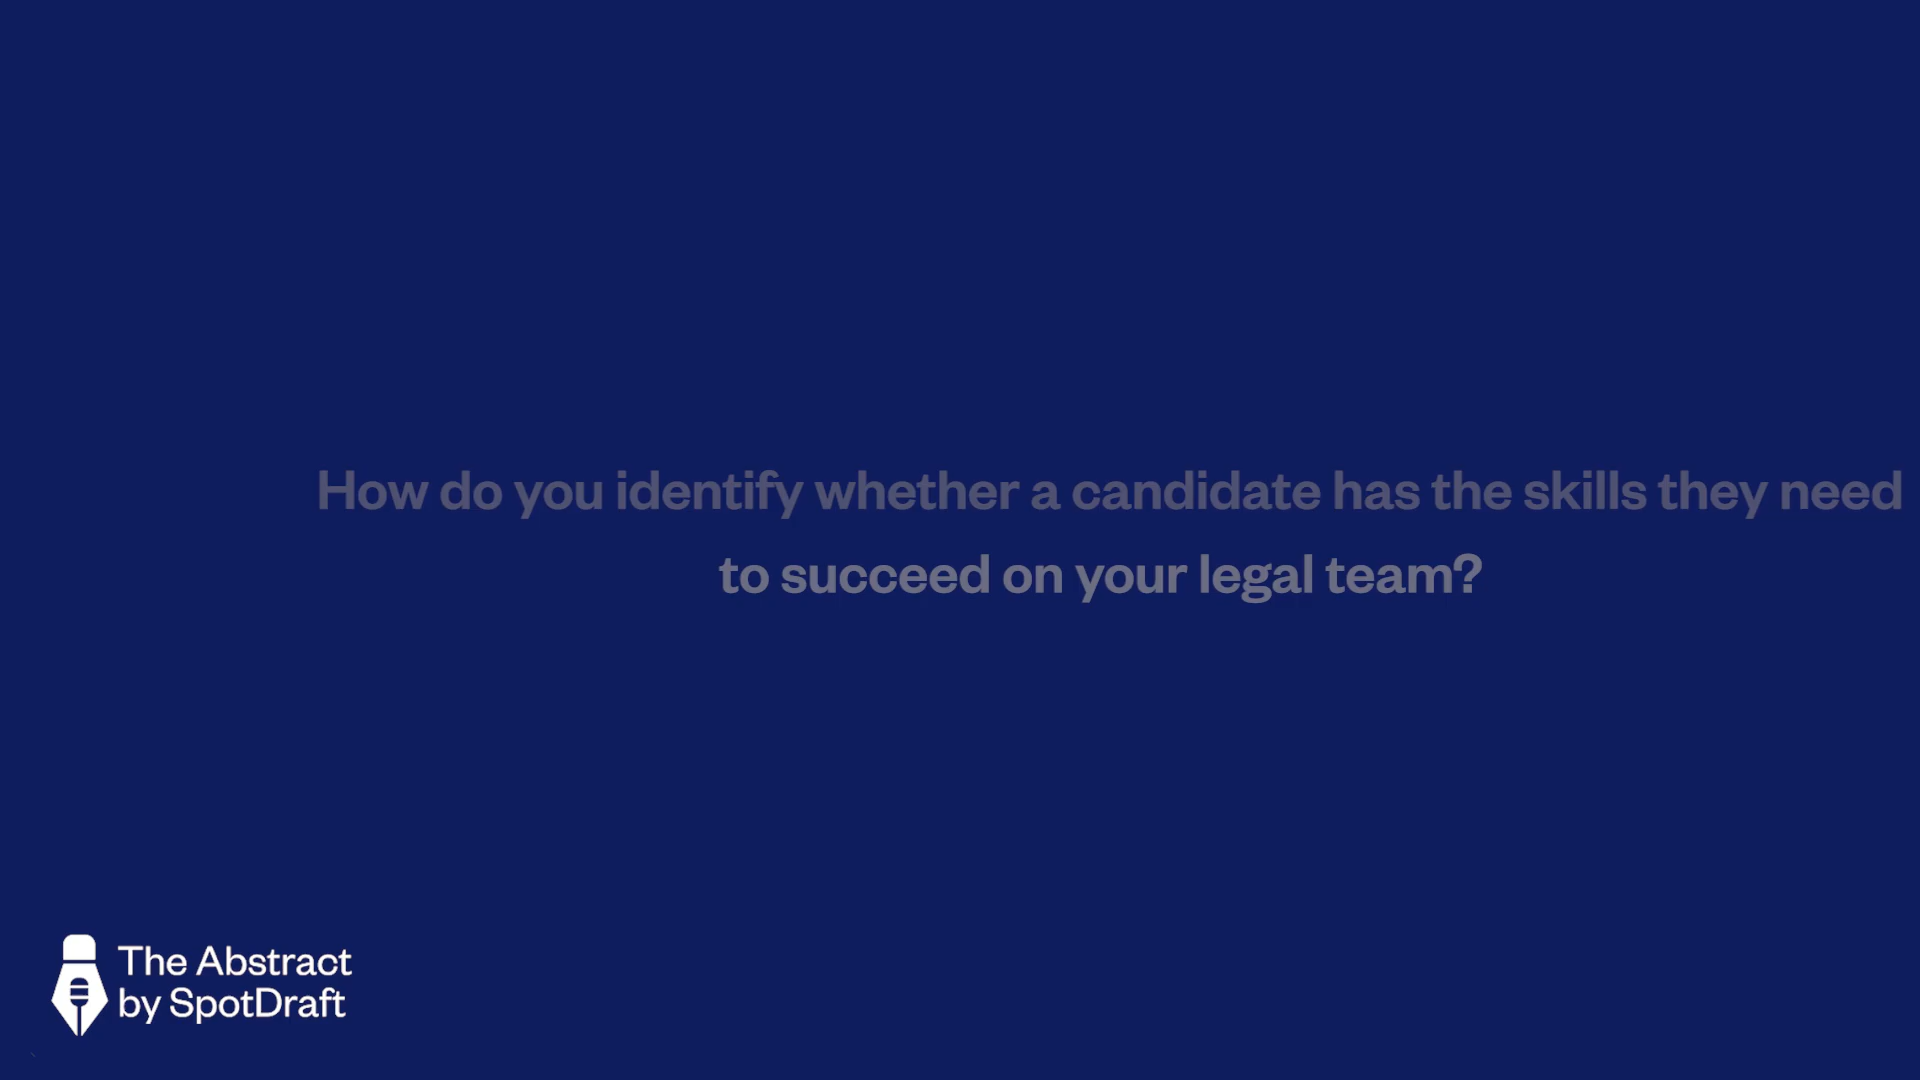 How do you identify whether a candidate has the skills they need
to succeed on your legal team?
The Abstract
by SpotDraft